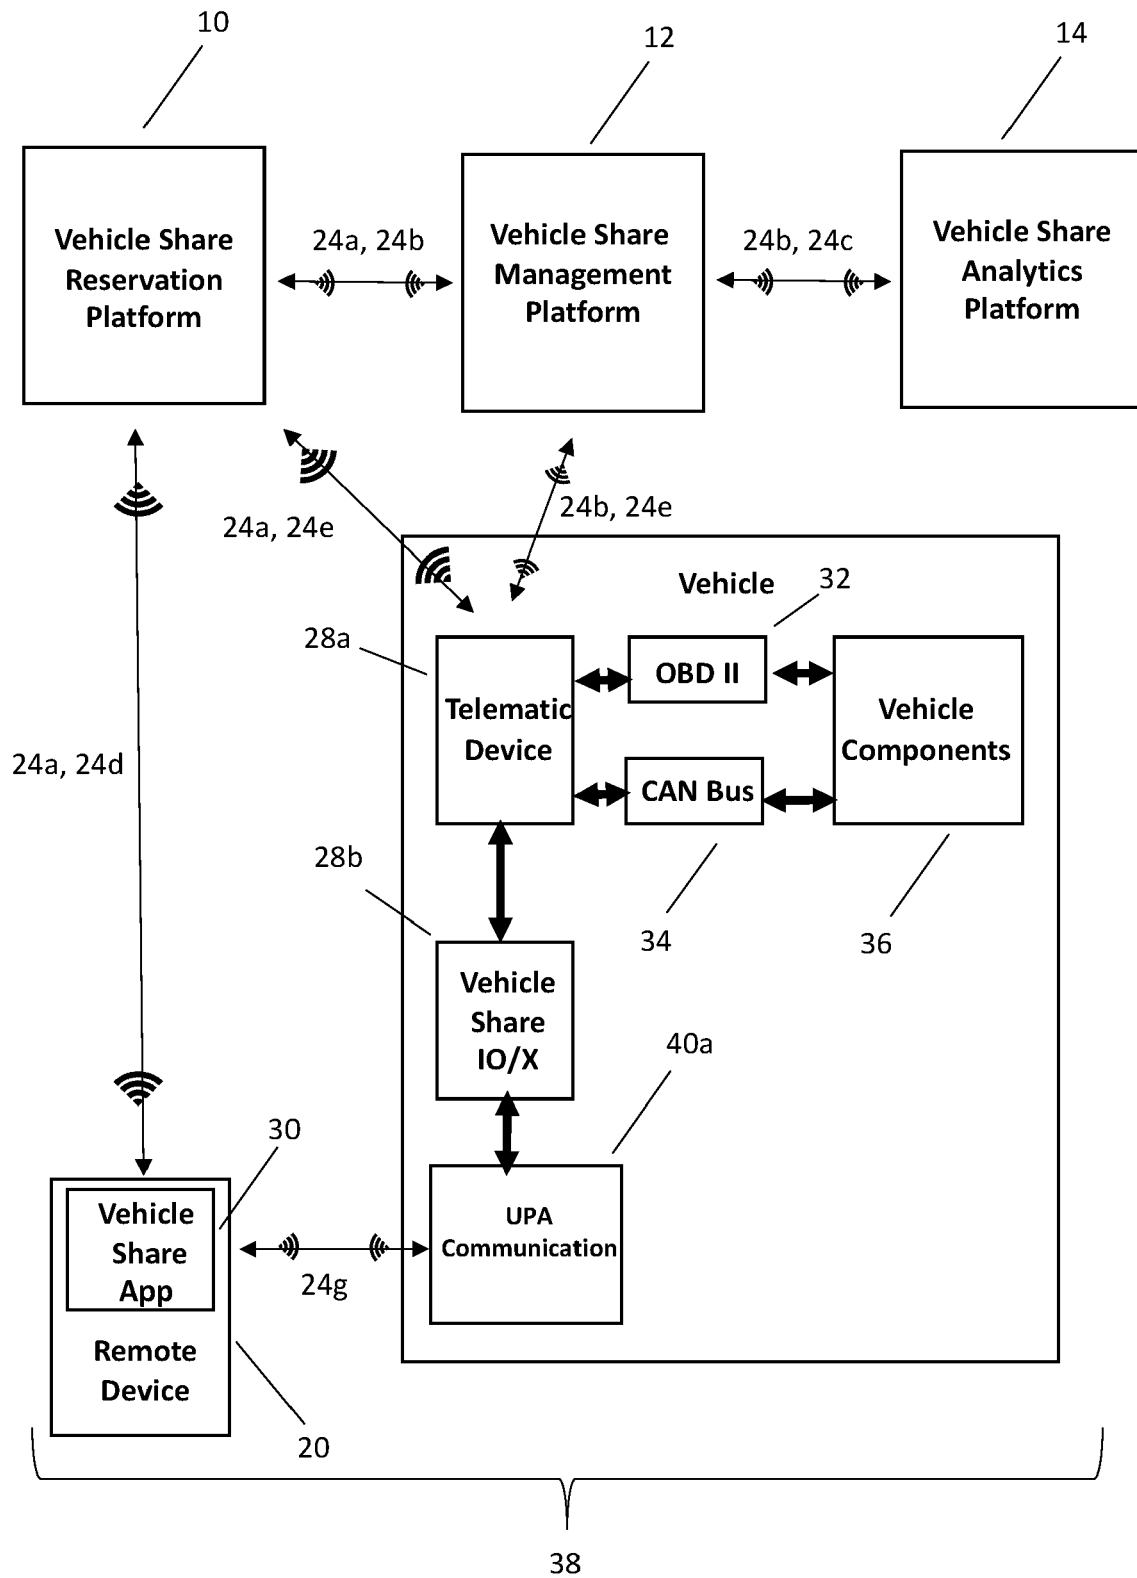 10
12
14
Vehicle Share
Reservation
Platform
24a, 24b
Vehicle Share
Management
Platform
24b, 24c
Vehicle Share
Analytics
Platform
24a, 24e
24b, 24e
Vehicle
32
28a
OBD II
Telematic
Device
Vehicle
Components
24a, 24d
CAN Bus
28b
34
36
Vehicle
Share
IO/X
40a
30
Vehicle
Share
App
UPA
Communication
24g
Remote
Device
20
38